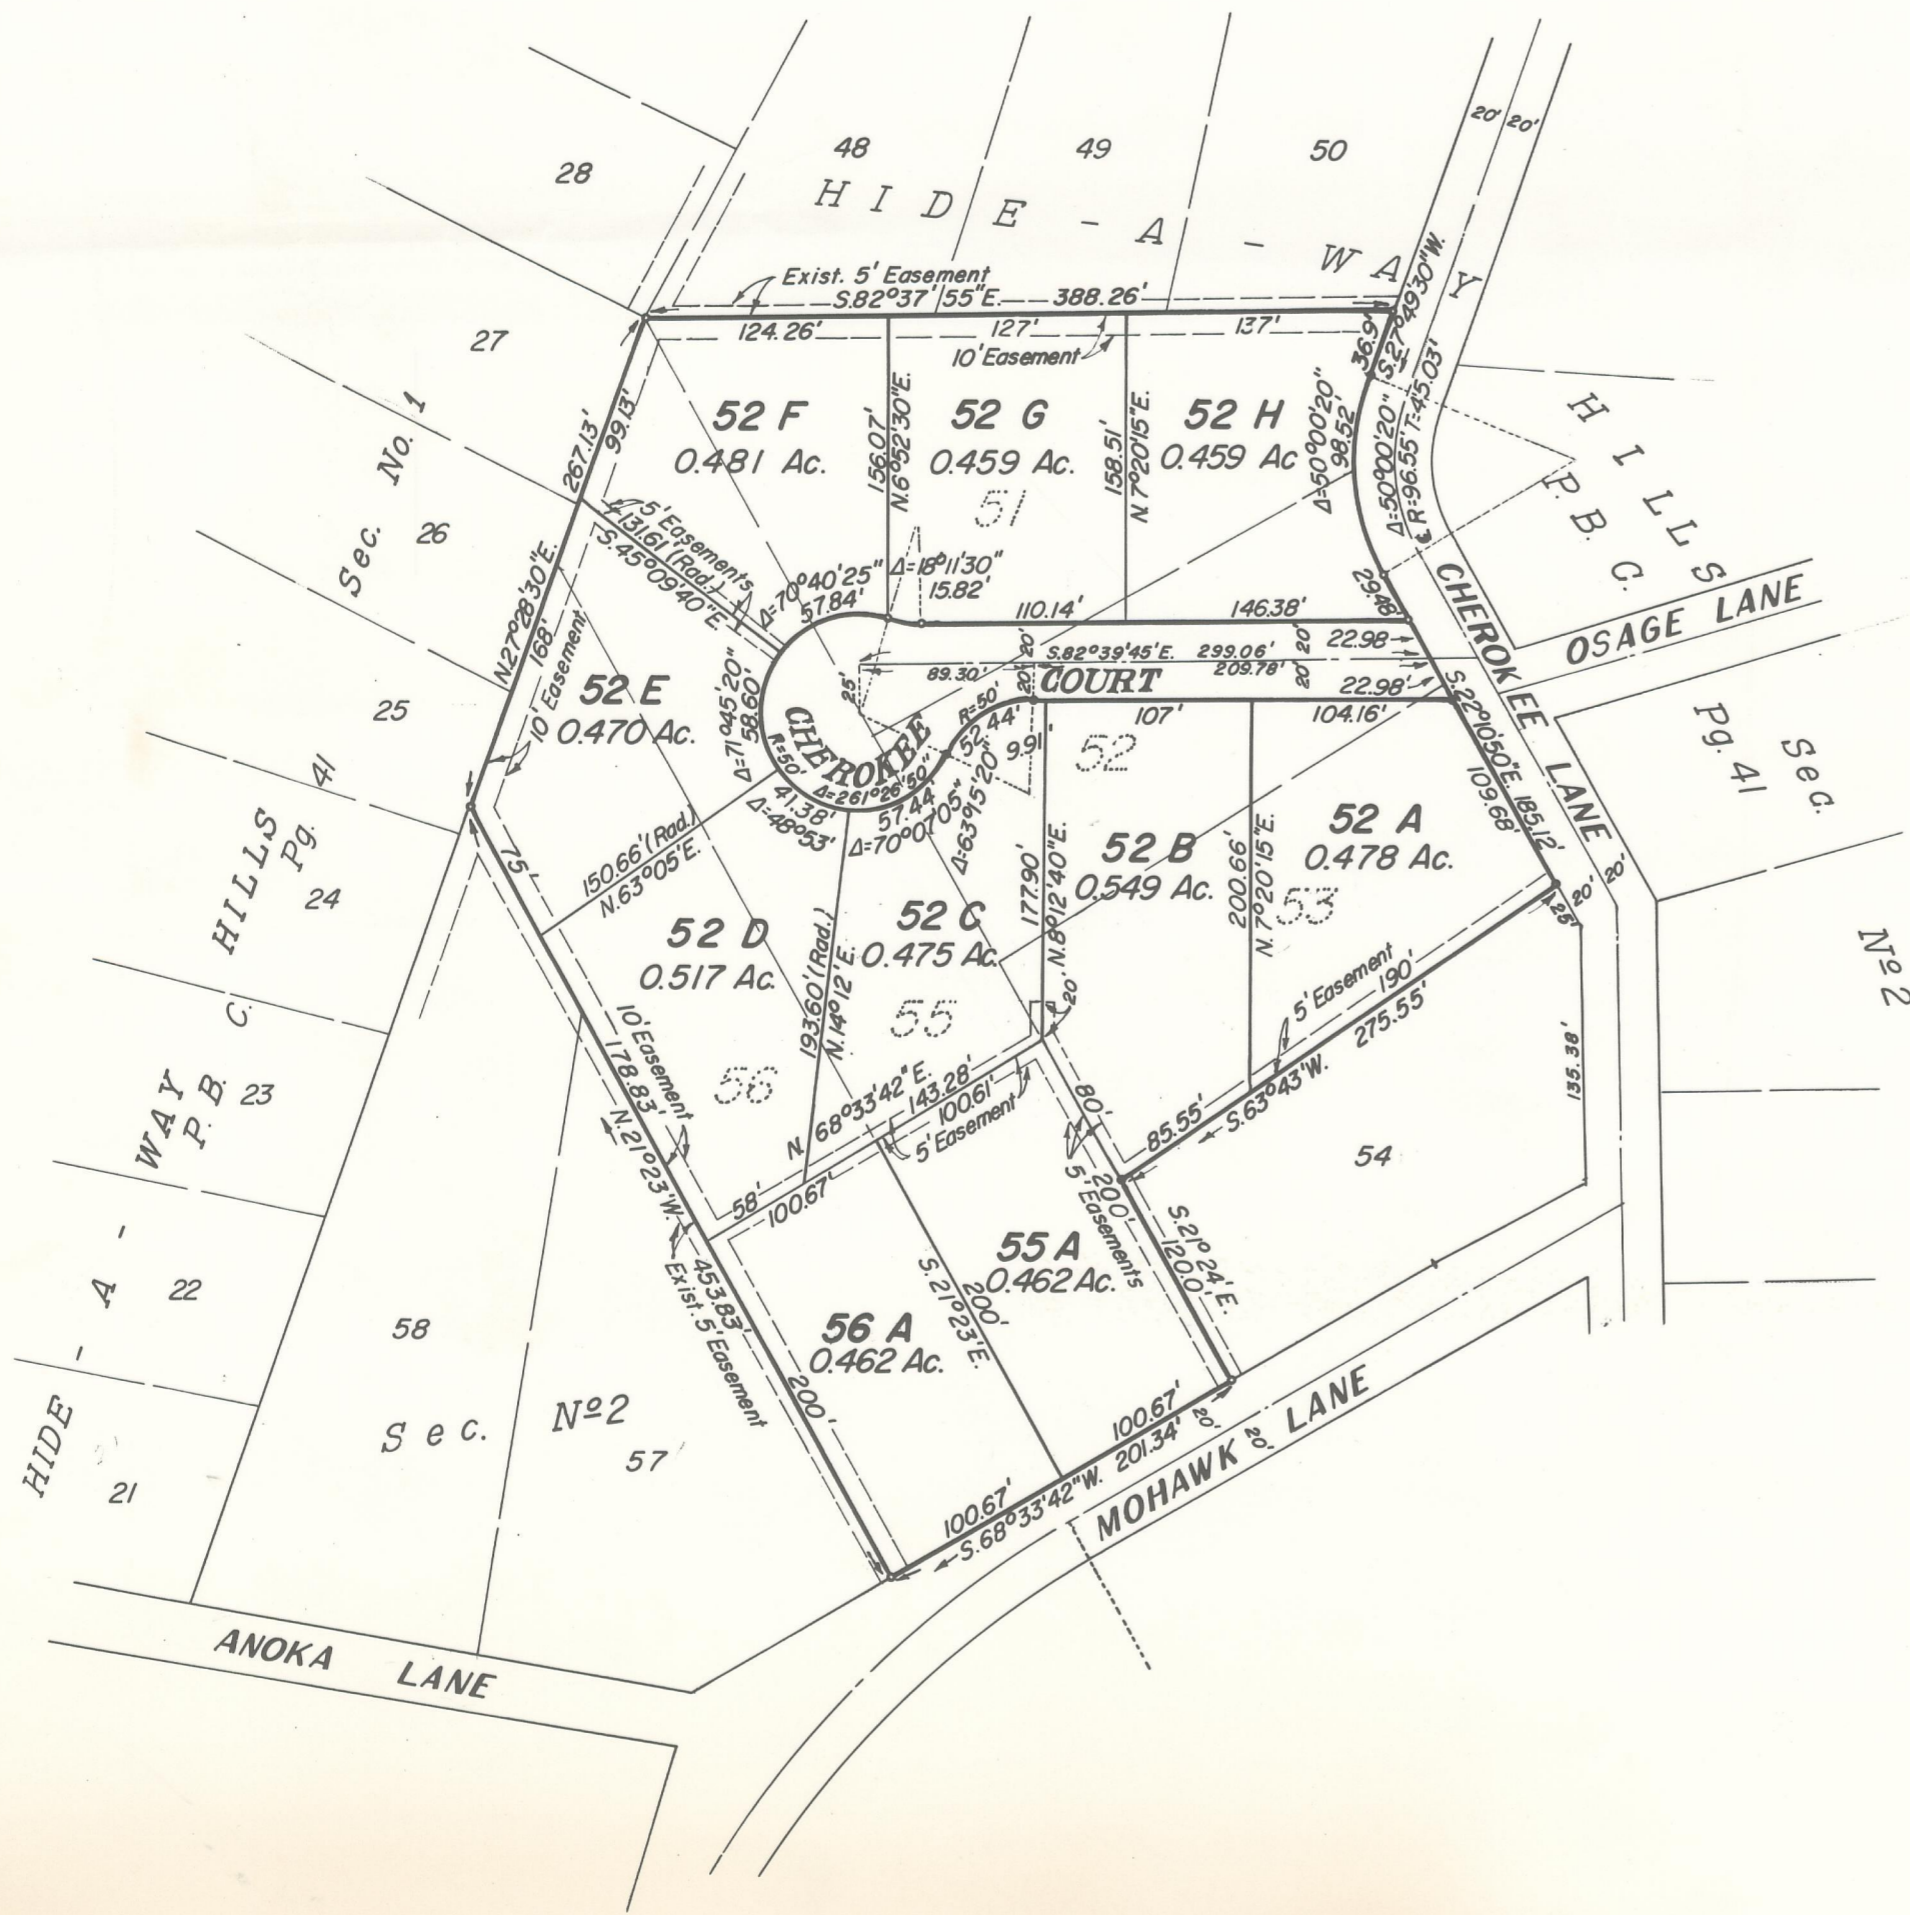 20' 20'
48
49
50
28
HIDE - A - WAY
Exist. 5' Easement
S.82°37'55"E. 388.26'
124.26'
127'
137'
10' Easement
36.9'
S.27°49'30"W.
27
Sec. No. 1
26
25
267.13'
99.13'
N.27°28'30"E.
168'
10' Easement
52 F
0.481 Ac.
156.07'
N.6°52'30"E.
52 G
0.459 Ac.
51
158.51'
N.7°20'15"E.
52 H
0.459 Ac
Δ=50°00'20"
98.52'
Δ=50°00'20"
R=96.55' T=45.03'
HILLS
P. B. C.
5' Easements
131.61' (Rad.)
S.45°09'40"E
Δ=70°40'25"
57.84'
Δ=18°11'30"
15.82'
110.14'
146.38'
29.48'
CHEROKEE LANE
OSAGE LANE
S.82°39'45"E. 299.06'
89.30'
209.78'
20' 20'
20' 20'
22.98
22.98'
25'
CHEROKEE COURT
52 E
0.470 Ac.
Δ=71°45'20"
58.60'
R=50'
Δ=261°26'50"
R=50'
52.44'
9.91'
41.38'
Δ=48°53'
57.44'
Δ=70°07'05"
Δ=63°15'20"
107'
104.16'
S.22°10'50"E. 185.12'
109.68'
Sec.
Pg. 41
Nº 2
52
52 A
0.478 Ac.
53
52 B
0.549 Ac.
177.90'
N.8°12'40"E.
200.66'
N.7°20'15"E.
20' 20'
25'
135.38'
HILLS
Pg. 41
24
75'
150.66' (Rad.)
N.63°05'E.
52 D
0.517 Ac.
52 C
0.475 Ac.
55
193.60' (Rad.)
N.14°12'E.
56
20'
5' Easement
190'
275.55'
S.63°43'W.
85.55'
80'
54
WAY
P. B. C.
23
10' Easement
178.83'
N.21°23'W.
N. 68°33'42"E.
143.28'
100.61'
5' Easement
58'
100.67'
200'
5' Easements
S.21°24'E.
120.0'
453.83'
Exist. 5' Easement
55 A
0.462 Ac.
S.21°23'E.
200'
56 A
0.462 Ac.
200'
- A -
22
58
HIDE
21
Sec. Nº 2
57
100.67'
100.67'
S.68°33'42"W. 201.34'
20'
20'
MOHAWK LANE
ANOKA LANE